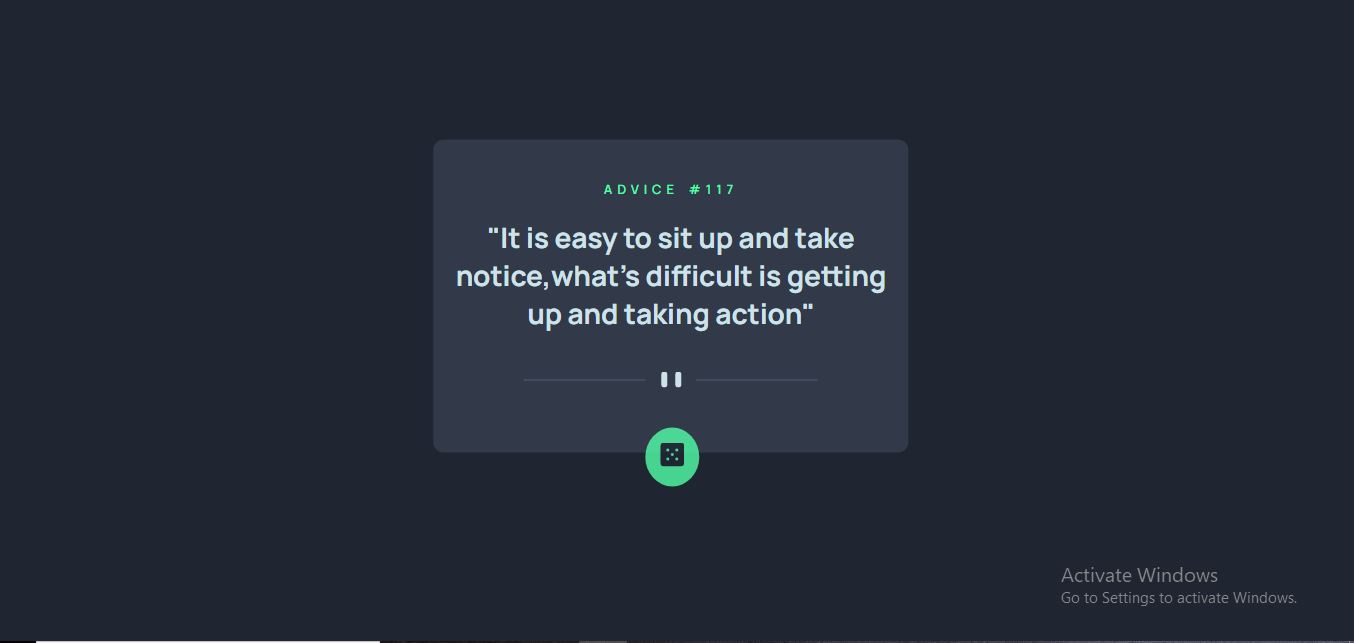 ADVICE #117
"It is easy to sit up and take
notice,what's difficult is getting
up and taking action"
Activate Windows
Go to Settings to activate Windows.